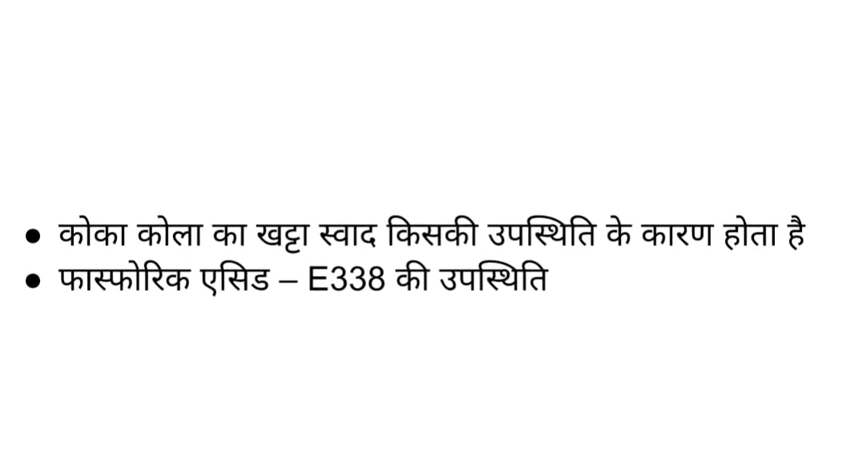 ● कोका कोला का खट्टा स्वाद किसकी उपस्थिति के कारण होता है
● फास्फोरिक एसिड – E338 की उपस्थिति